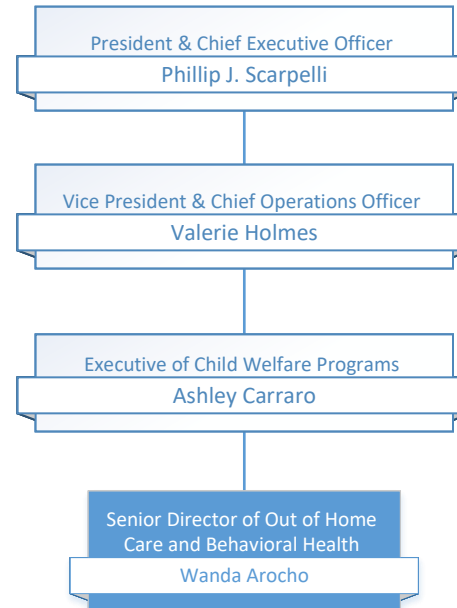 President & Chief Executive Officer
Phillip J. Scarpelli
Vice President & Chief Operations Officer
Valerie Holmes
Executive of Child Welfare Programs
Ashley Carraro
Senior Director of Out of Home
Care and Behavioral Health
Wanda Arocho